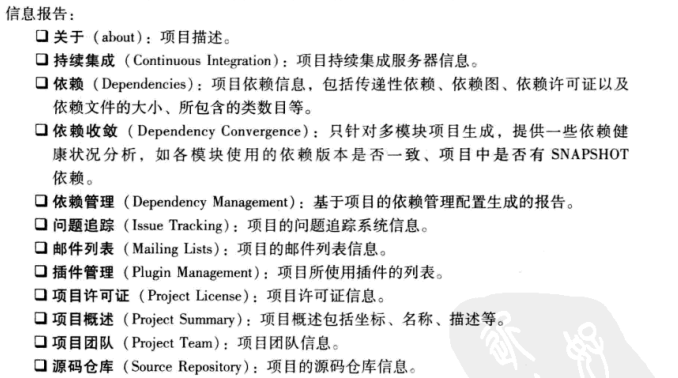 信息报告：
❑ 关于（about）：项目描述。
❑ 持续集成（Continuous Integration）：项目持续集成服务器信息。
❑ 依赖（Dependencies）：项目依赖信息，包括传递性依赖、依赖图、依赖许可证以及
依赖文件的大小、所包含的类数目等。
❑ 依赖收敛（Dependency Convergence）：只针对多模块项目生成，提供一些依赖健
康状况分析，如各模块使用的依赖版本是否一致、项目中是否有 SNAPSHOT
依赖。
❑ 依赖管理（Dependency Management）：基于项目的依赖管理配置生成的报告。
❑ 问题追踪（Issue Tracking）：项目的问题追踪系统信息。
❑ 邮件列表（Mailing Lists）：项目的邮件列表信息。
❑ 插件管理（Plugin Management）：项目所使用插件的列表。
❑ 项目许可证（Project License）：项目许可证信息。
❑ 项目概述（Project Summary）：项目概述包括坐标、名称、描述等。
❑ 项目团队（Project Team）：项目团队信息。
❑ 源码仓库（Source Repository）：项目的源码仓库信息。